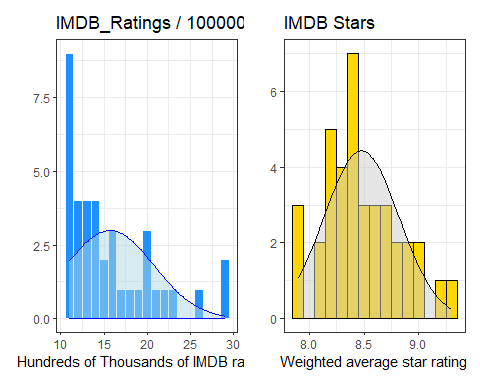 IMDB_Ratings / 100000
7.5
5.0
2.5
0.0
10 15 20 25 30
Hundreds of Thousands of IMDB ra
IMDB Stars
6
4
2
0
8.0 8.5 9.0
Weighted average star rating